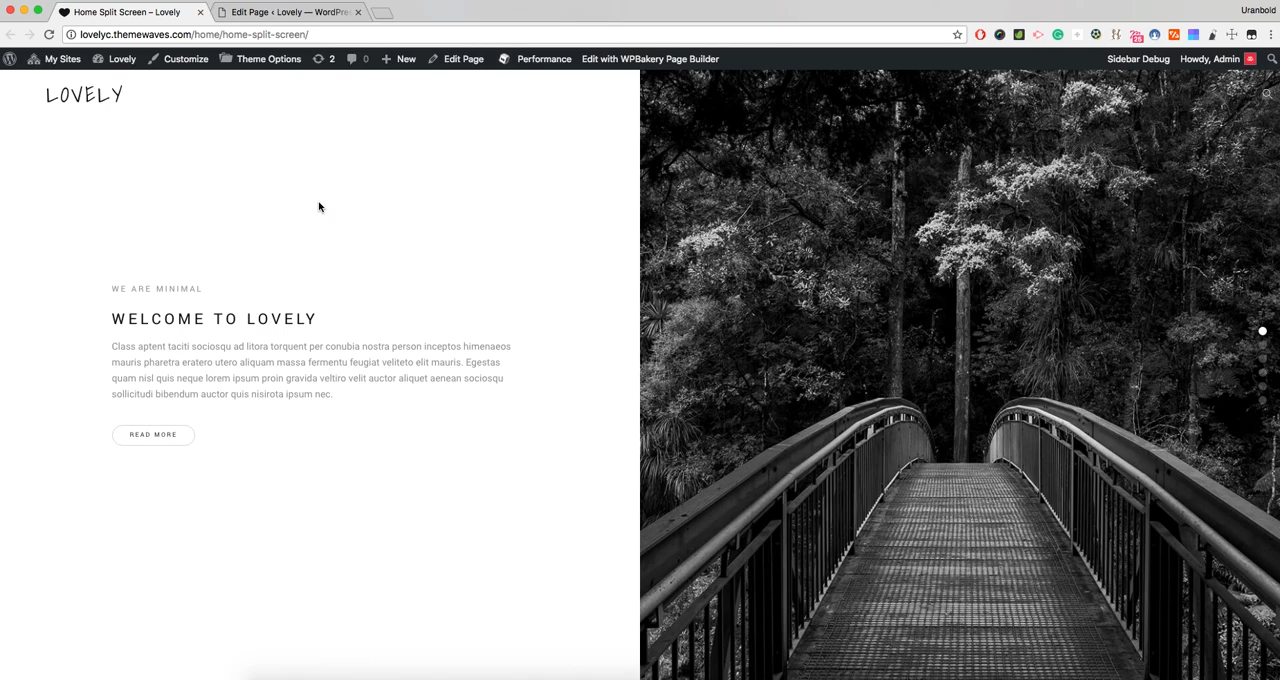 Home Split Screen – Lovely
Edit Page ‹ Lovely — WordPre
Uranbold
lovelyc.themewaves.com/home/home-split-screen/
25
My Sites
Lovely
Customize
Theme Options
2
0
New
Edit Page
Performance
Edit with WPBakery Page Builder
Sidebar Debug
Howdy, Admin
LOVELY
WE ARE MINIMAL
WELCOME TO LOVELY
Class aptent taciti sociosqu ad litora torquent per conubia nostra person inceptos himenaeos
mauris pharetra eratero utero aliquam massa fermentu feugiat veliteto elit mauris. Egestas
quam nisl quis neque lorem ipsum proin gravida veltiro velit auctor aliquet aenean sociosqu
sollicitudi bibendum auctor quis nisirota ipsum nec.
READ MORE